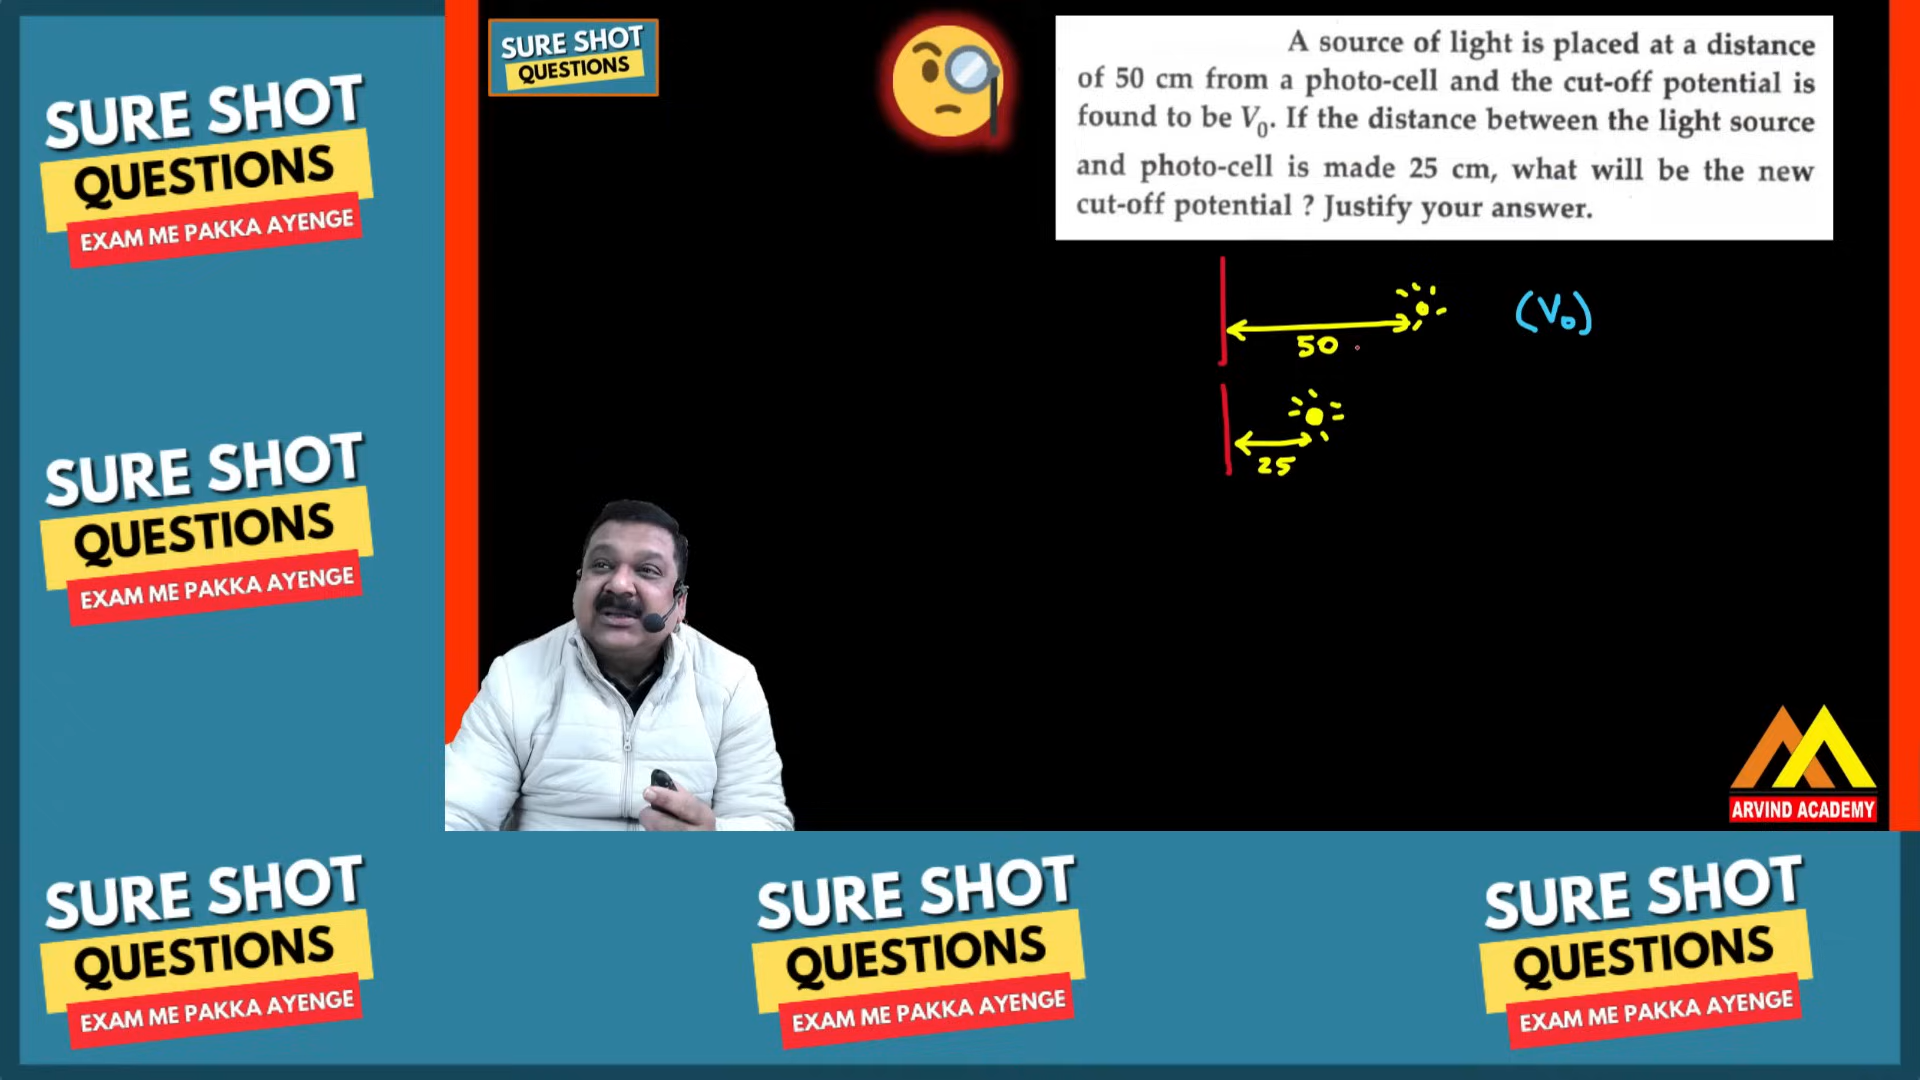 SURE SHOT
QUESTIONS
EXAM ME PAKKA AYENGE
SURE SHOT
QUESTIONS
EXAM ME PAKKA AYENGE
SURE SHOT
QUESTIONS
A source of light is placed at a distance
of 50 cm from a photo-cell and the cut-off potential is
found to be V₀. If the distance between the light source
and photo-cell is made 25 cm, what will be the new
cut-off potential ? Justify your answer.
50
(V₀)
25
ARVIND ACADEMY
SURE SHOT
QUESTIONS
EXAM ME PAKKA AYENGE
SURE SHOT
QUESTIONS
EXAM ME PAKKA AYENGE
SURE SHOT
QUESTIONS
EXAM ME PAKKA AYENGE